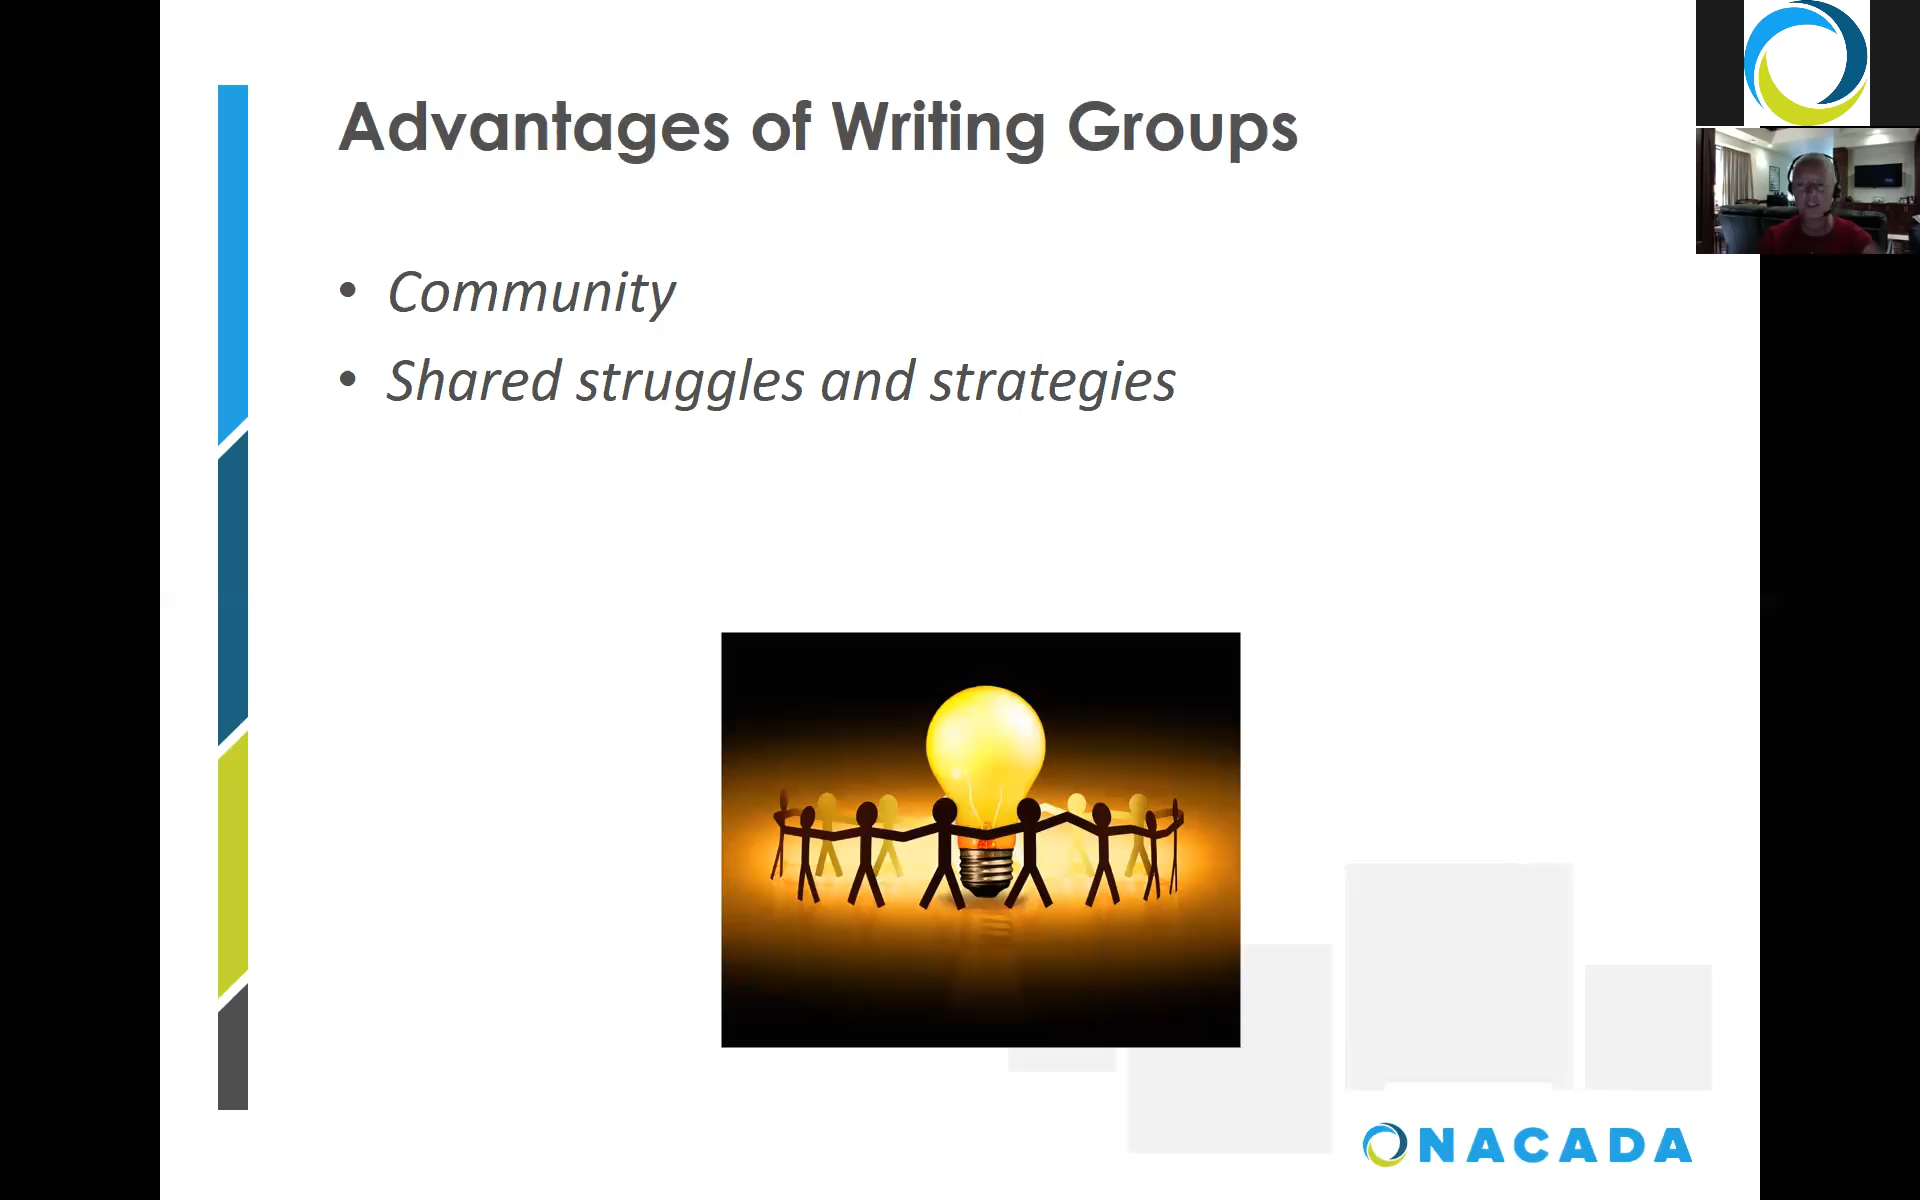 Advantages of Writing Groups
• Community
• Shared struggles and strategies
NACADA